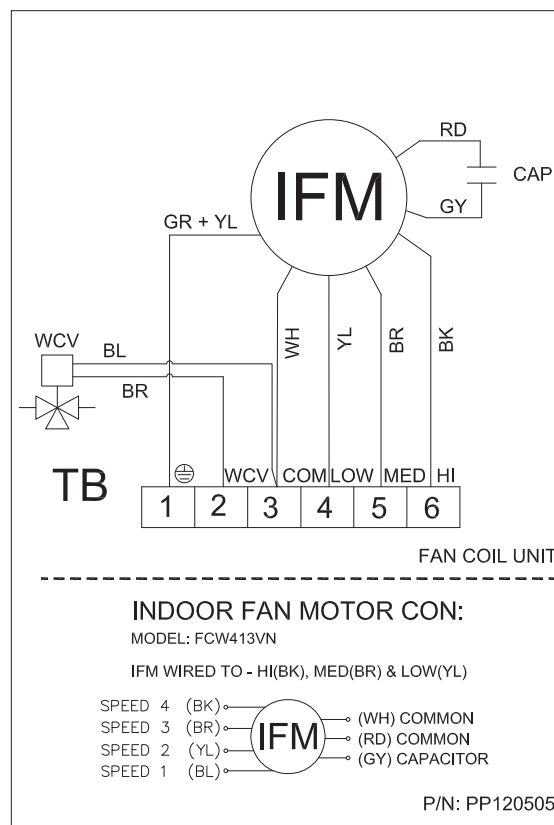 RD
CAP
IFM
GY
GR + YL
WH
YL
BR
BK
WCV
BL
BR
TB
WCV COM LOW MED HI
1 2 3 4 5 6
FAN COIL UNIT
INDOOR FAN MOTOR CON:
MODEL: FCW413VN
IFM WIRED TO - HI(BK), MED(BR) & LOW(YL)
SPEED 4 (BK)
SPEED 3 (BR)
SPEED 2 (YL)
SPEED 1 (BL)
IFM
(WH) COMMON
(RD) COMMON
(GY) CAPACITOR
P/N: PP120505